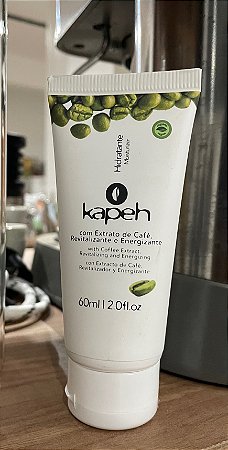 Hidratante
Moisturizer
kapeh
com Extrato de Café,
Revitalizante e Energizante
with Coffee Extract,
Revitalizing and Energizing
con Extracto de Café,
Revitalizador y Energizante
60ml | 2.0fl.oz